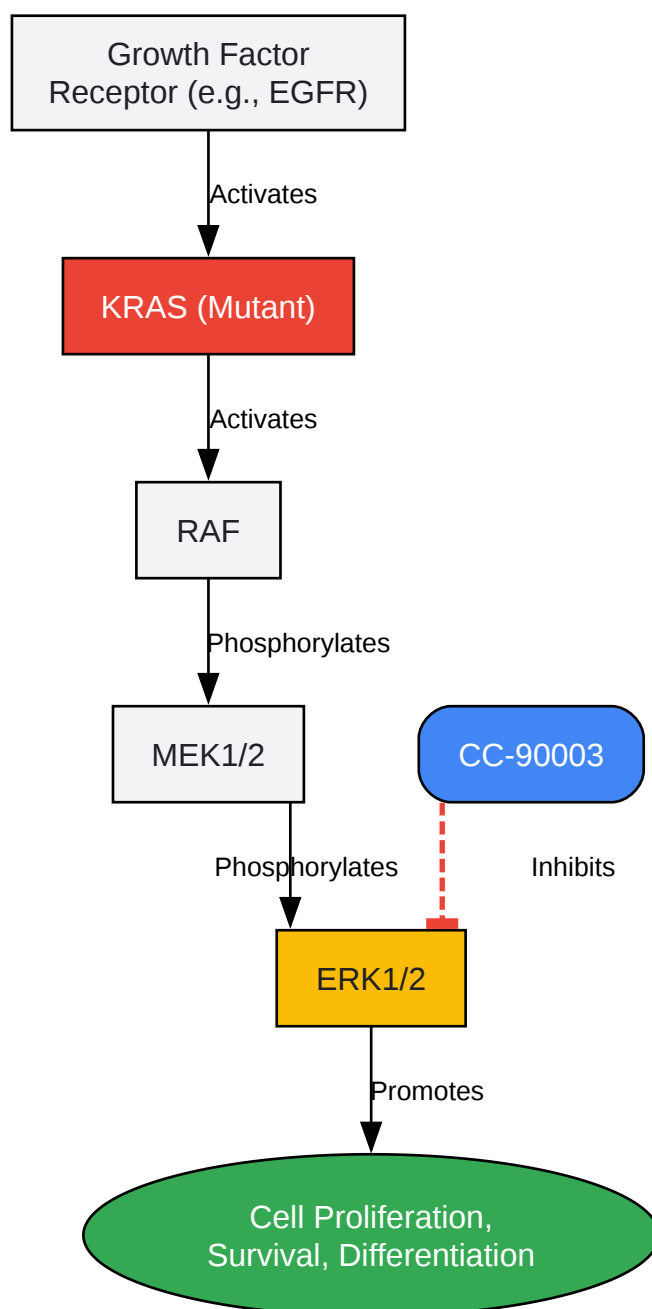 Growth Factor
Receptor (e.g., EGFR)
Activates
KRAS (Mutant)
Activates
RAF
Phosphorylates
MEK1/2
CC-90003
Phosphorylates
Inhibits
ERK1/2
Promotes
Cell Proliferation,
Survival, Differentiation